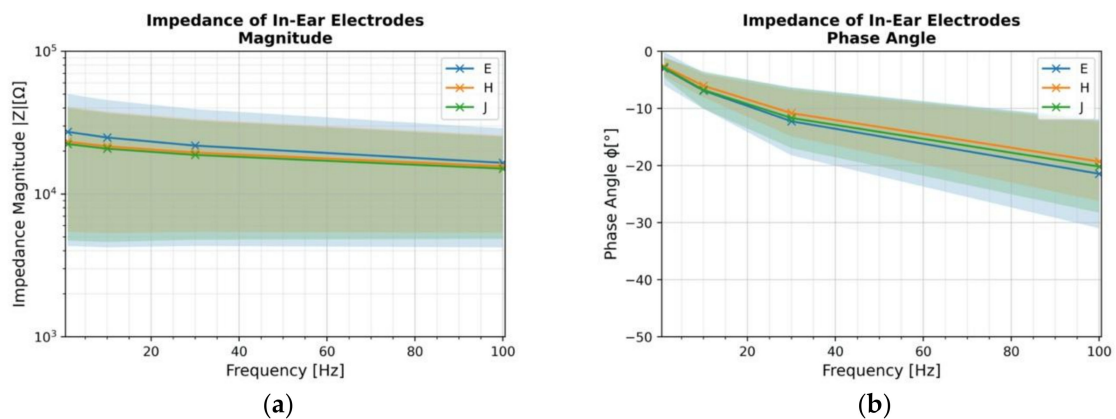 Impedance of In-Ear Electrodes
Magnitude
10⁵
10⁴
10³
Impedance Magnitude |Z|[Ω]
E
H
J
20 40 60 80 100
Frequency [Hz]
(a)
Impedance of In-Ear Electrodes
Phase Angle
0
−10
−20
−30
−40
−50
Phase Angle ϕ[°]
E
H
J
20 40 60 80 100
Frequency [Hz]
(b)